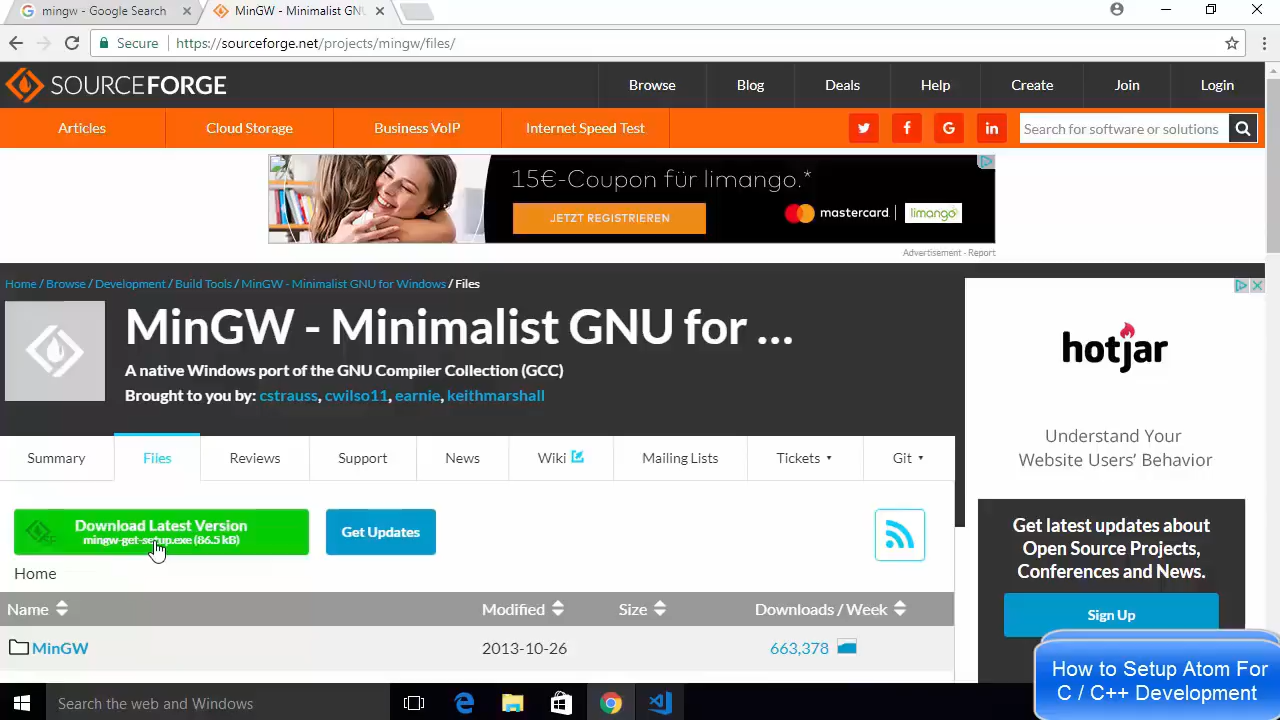 mingw - Google Search
MinGW - Minimalist GN
Secure
https://sourceforge.net/projects/mingw/files/
SOURCEFORGE
Browse
Blog
Deals
Help
Create
Join
Login
Articles
Cloud Storage
Business VoIP
Internet Speed Test
Search for software or solutions
15€-Coupon für limango.*
JETZT REGISTRIEREN
mastercard
limango
Advertisement - Report
Home / Browse / Development / Build Tools / MinGW - Minimalist GNU for Windows / Files
MinGW - Minimalist GNU for ...
A native Windows port of the GNU Compiler Collection (GCC)
Brought to you by: cstrauss, cwilso11, earnie, keithmarshall
hotjar
Understand Your
Website Users' Behavior
Summary
Files
Reviews
Support
News
Wiki
Mailing Lists
Tickets
Git
Download Latest Version
mingw-get-setup.exe (86.5 kB)
Get Updates
Get latest updates about
Open Source Projects,
Conferences and News.
Sign Up
Home
Name
Modified
Size
Downloads / Week
MinGW
2013-10-26
663,378
How to Setup Atom For
C / C++ Development
Search the web and Windows